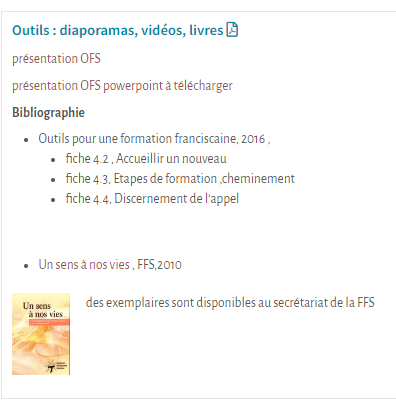 Outils : diaporamas, vidéos, livres
présentation OFS
présentation OFS powerpoint à télécharger
Bibliographie
Outils pour une formation franciscaine, 2016 ,
fiche 4.2 , Accueillir un nouveau
fiche 4.3, Etapes de formation ,cheminement
fiche 4.4, Discernement de l'appel
Un sens à nos vies , FFS,2010
Un sens
à nos vies
des exemplaires sont disponibles au secrétariat de la FFS